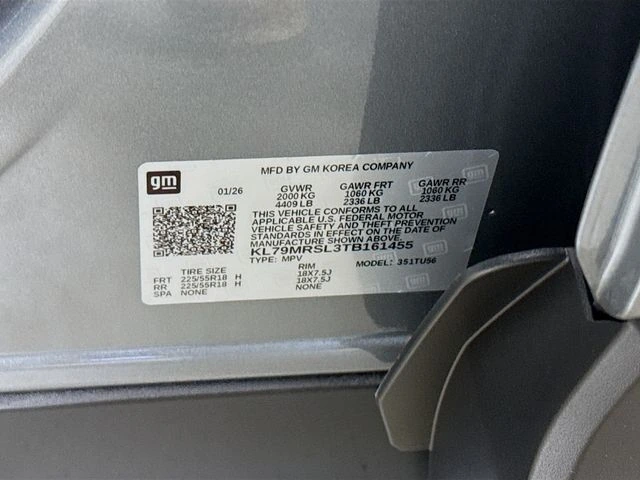 gm
MFD BY GM KOREA COMPANY
01/26 GVWR GAWR FRT GAWR RR
2000 KG 1060 KG 1060 KG
4409 LB 2336 LB 2336 LB
THIS VEHICLE CONFORMS TO ALL
APPLICABLE U.S. FEDERAL MOTOR
VEHICLE SAFETY AND THEFT PREVENTION
STANDARDS IN EFFECT ON THE DATE OF
MANUFACTURE SHOWN ABOVE.
KL79MRSL3TB161455
TYPE: MPV MODEL: 351TU56
TIRE SIZE RIM
FRT 225/55R18 H 18X7.5J
RR 225/55R18 H 18X7.5J
SPA NONE NONE